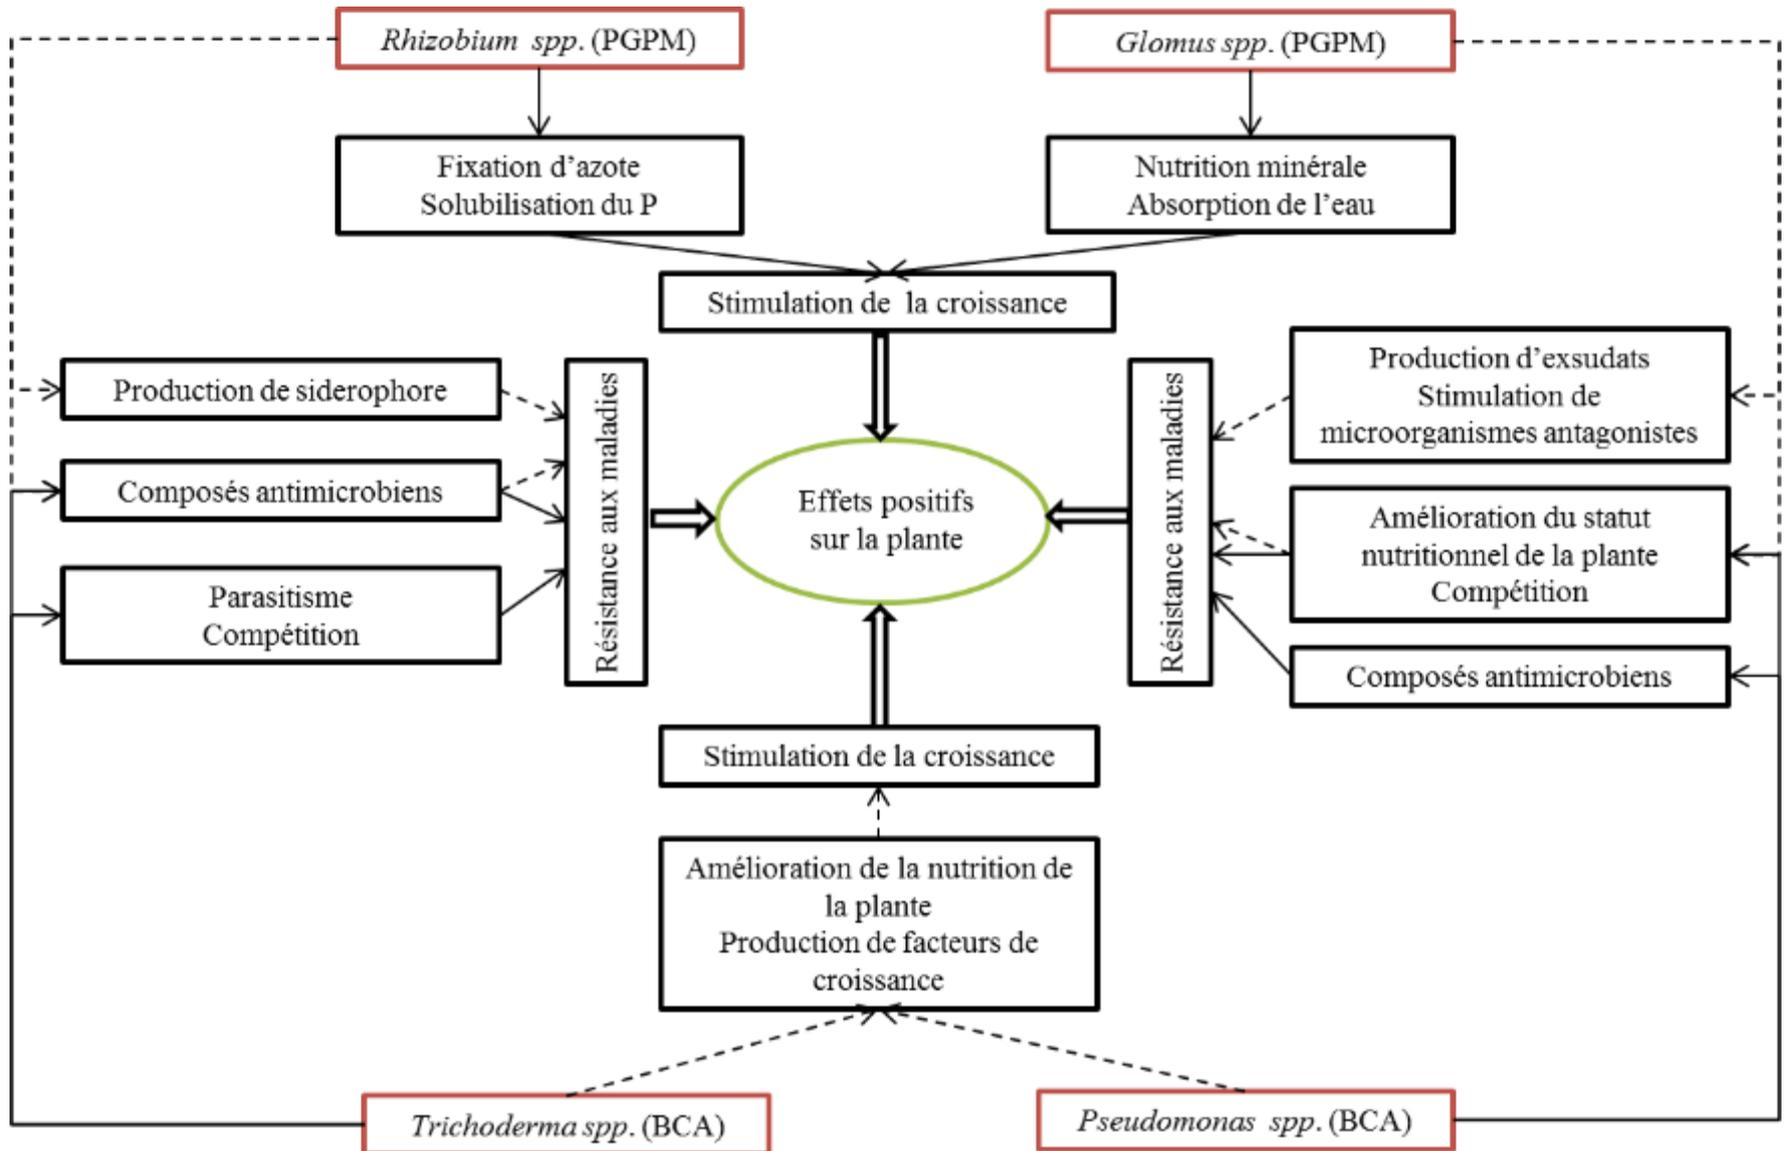 Rhizobium spp. (PGPM)
Glomus spp. (PGPM)
Fixation d’azote
Solubilisation du P
Nutrition minérale
Absorption de l’eau
Stimulation de la croissance
Production de siderophore
Composés antimicrobiens
Parasitisme
Compétition
Résistance aux maladies
Effets positifs
sur la plante
Résistance aux maladies
Production d’exsudats
Stimulation de
microorganismes antagonistes
Amélioration du statut
nutritionnel de la plante
Compétition
Composés antimicrobiens
Stimulation de la croissance
Amélioration de la nutrition de
la plante
Production de facteurs de
croissance
Trichoderma spp. (BCA)
Pseudomonas spp. (BCA)